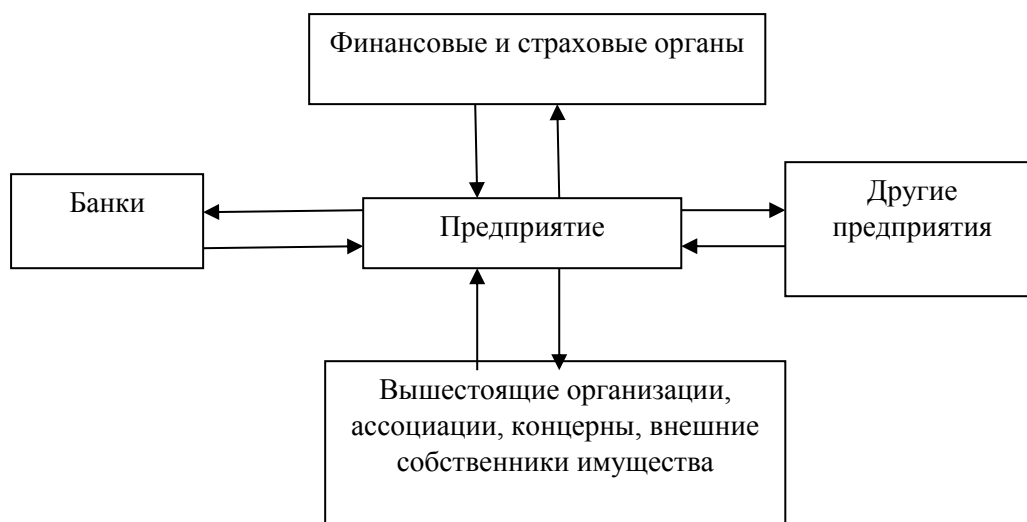 Финансовые и страховые органы
Банки
Предприятие
Другие
предприятия
Вышестоящие организации,
ассоциации, концерны, внешние
собственники имущества